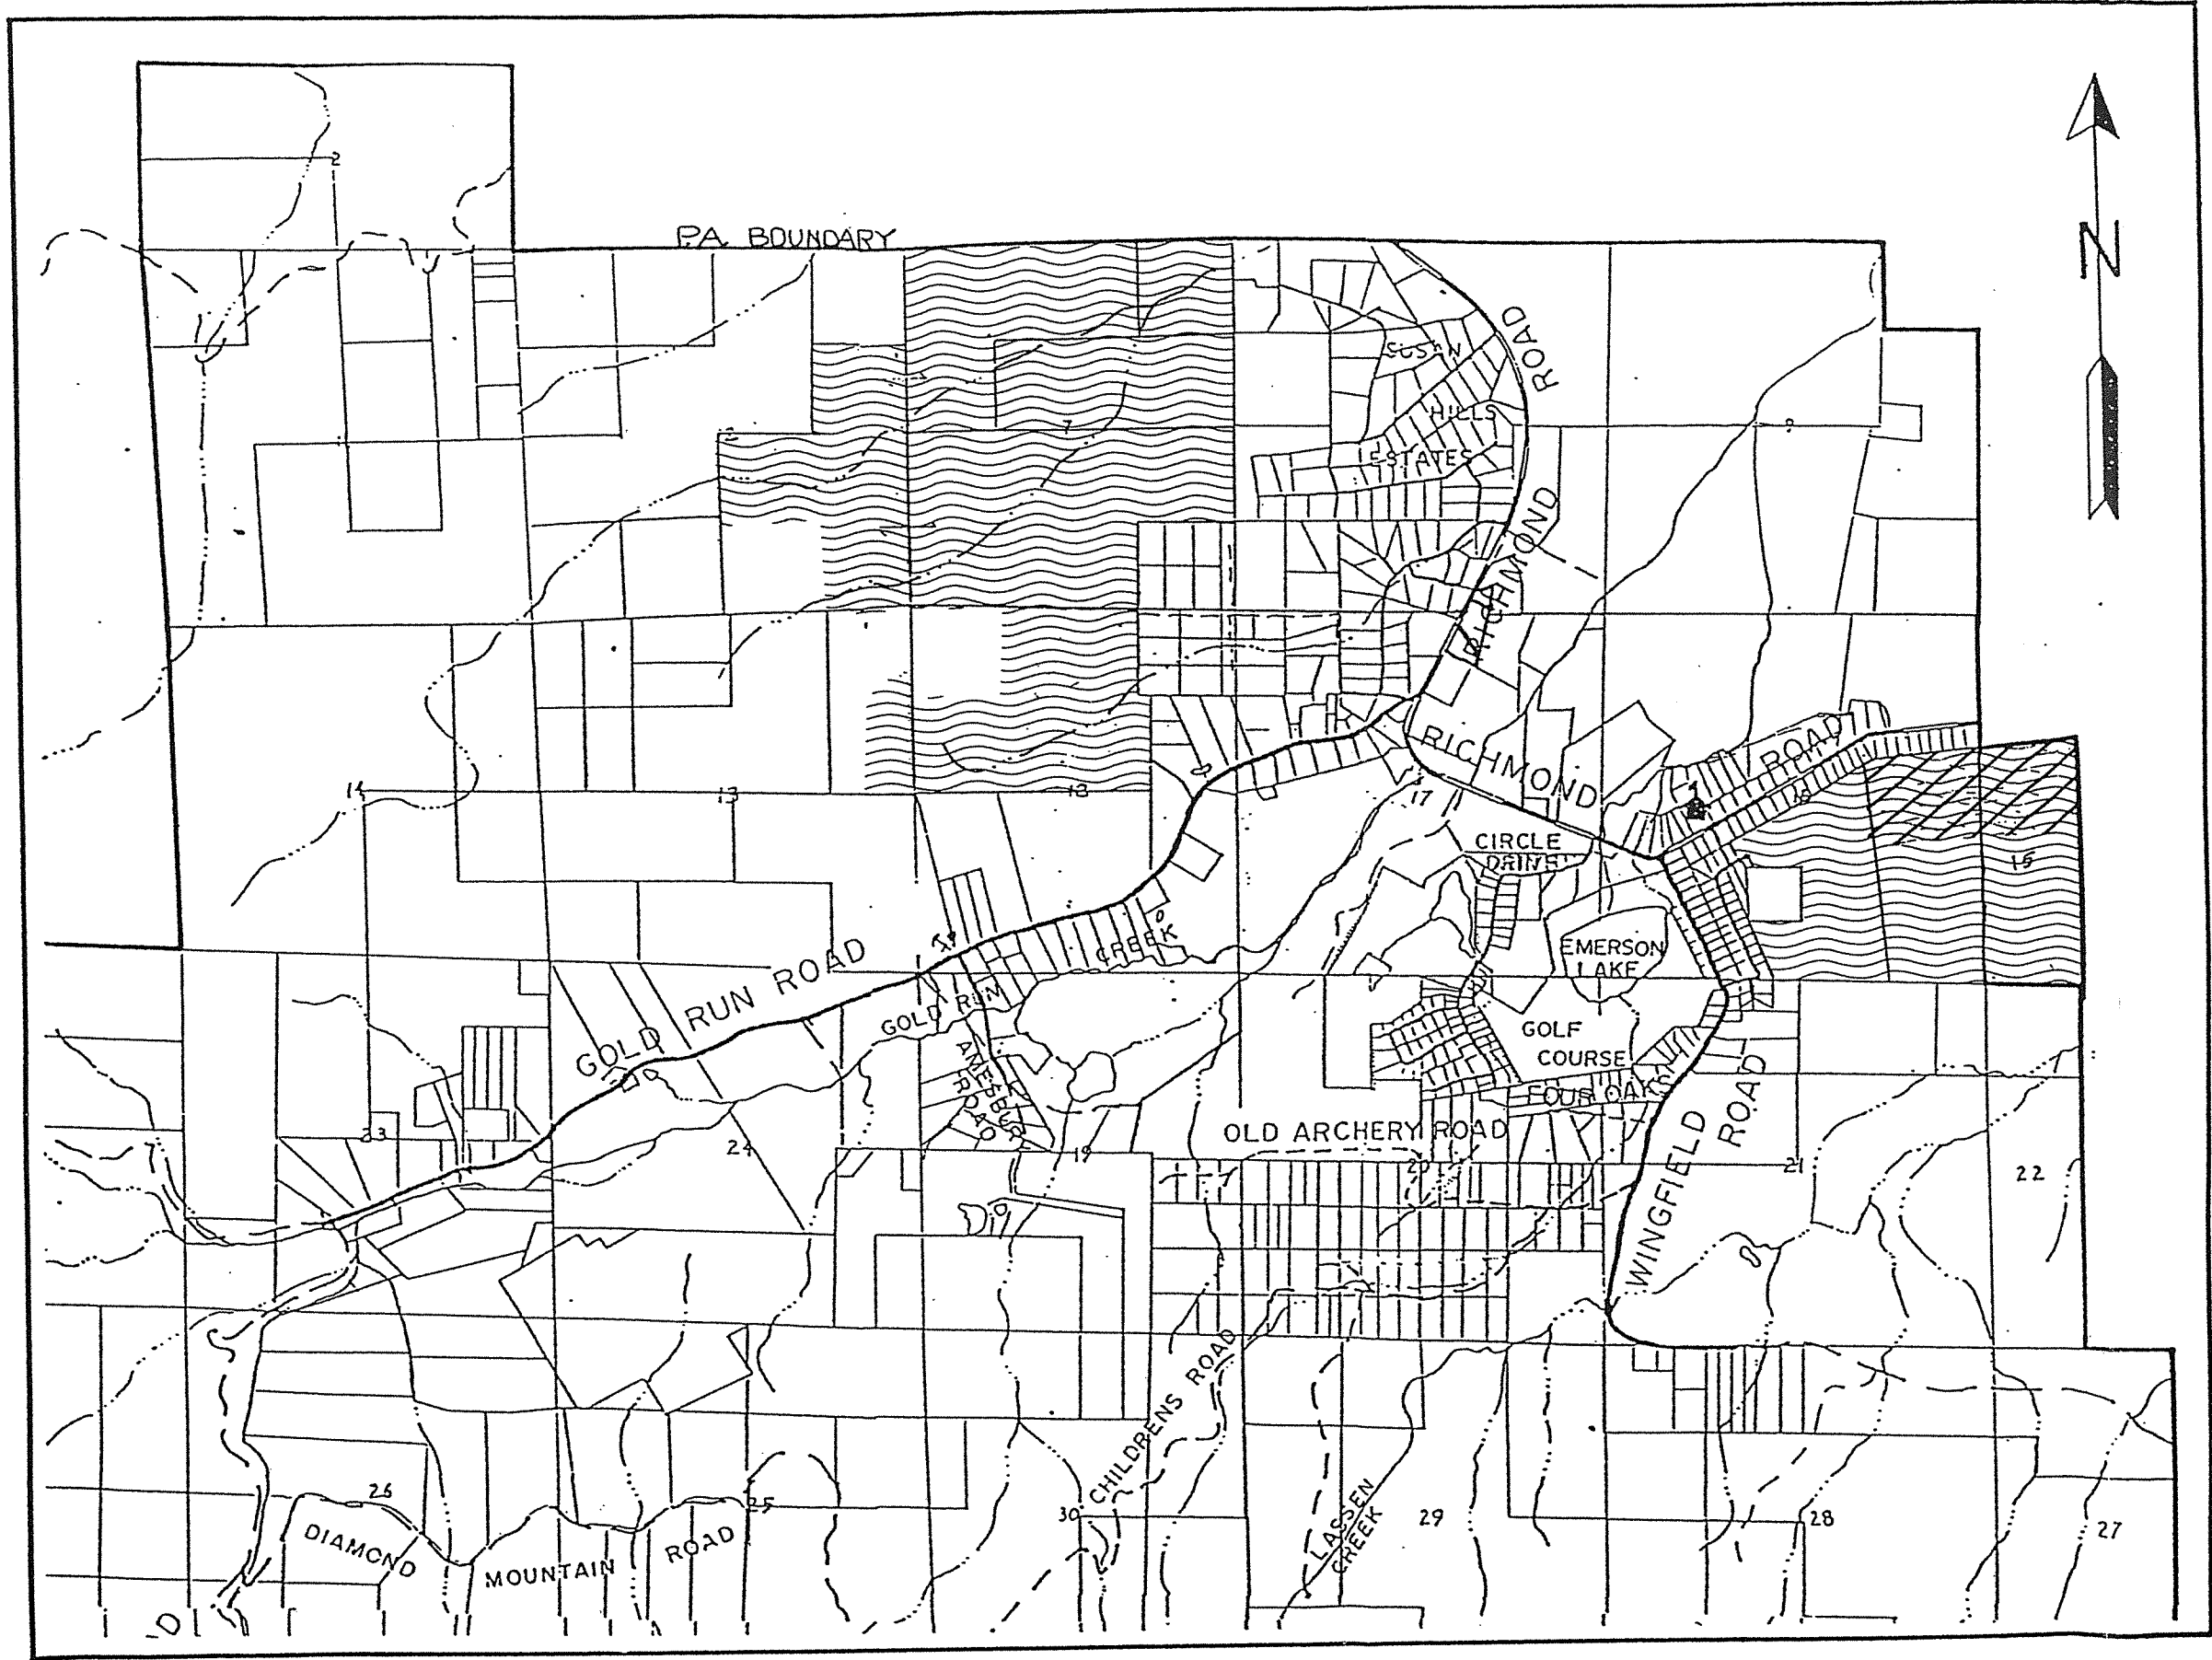 N
2
P.A. BOUNDARY
ROAD
SUSAN
HILLS
ESTATES
7
RICHMOND
RICHMOND
ROAD
14
13
18
17
16
15
CIRCLE
DRIVE
EMERSON
LAKE
GOLF
COURSE
FOUR OAKS
GOLD RUN ROAD
GOLD RUN
CREEK
AMESBURY
ROAD
23
24
19
20
21
22
OLD ARCHERY ROAD
WINGFIELD
ROAD
CHILDRENS ROAD
LASSEN
CREEK
26
25
30
29
28
27
DIAMOND
MOUNTAIN
ROAD
D